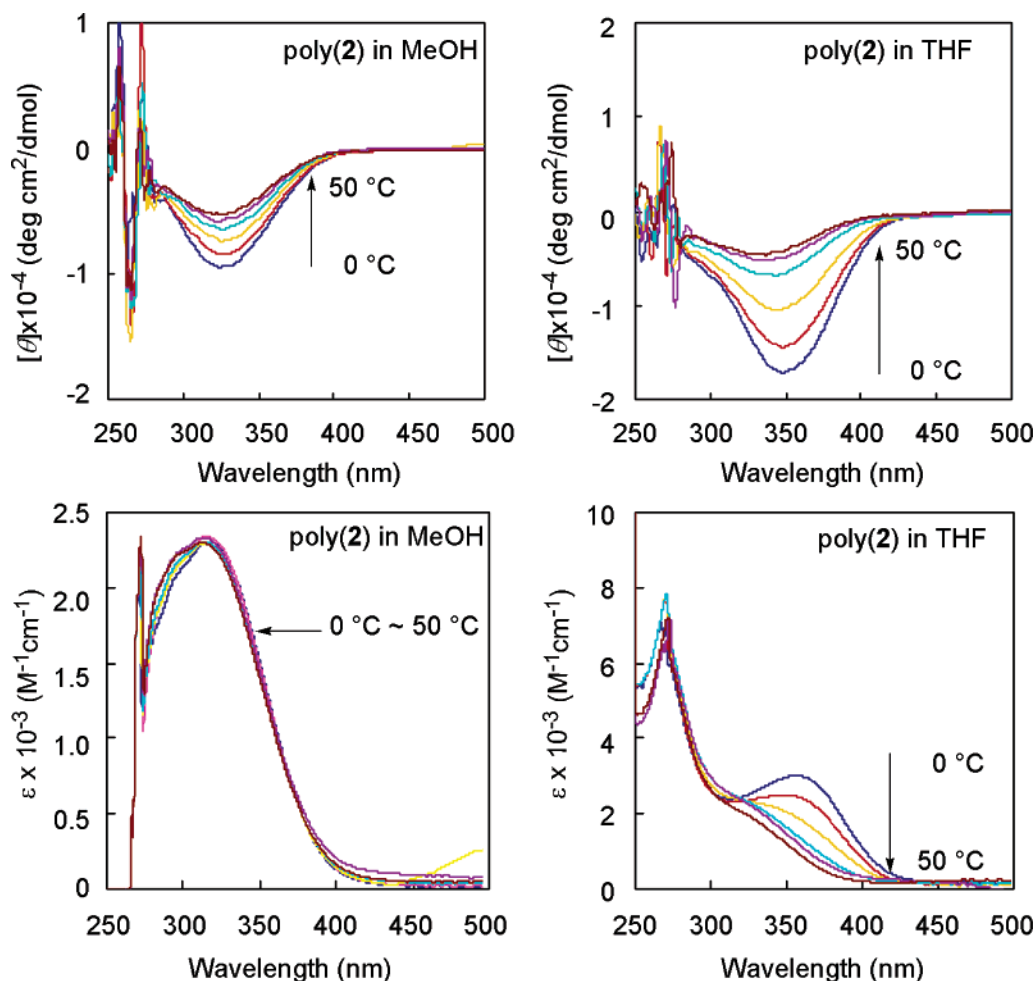 poly(2) in MeOH
[θ]x10⁻⁴ (deg cm²/dmol)
1
0
-1
-2
50 °C
0 °C
250 300 350 400 450 500
Wavelength (nm)
poly(2) in THF
[θ]x10⁻⁴ (deg cm²/dmol)
2
1
0
-1
-2
50 °C
0 °C
250 300 350 400 450 500
Wavelength (nm)
poly(2) in MeOH
ε x 10⁻³ (M⁻¹cm⁻¹)
2.5
2.0
1.5
1.0
0.5
0
0 °C ~ 50 °C
250 300 350 400 450 500
Wavelength (nm)
poly(2) in THF
ε x 10⁻³ (M⁻¹cm⁻¹)
10
8
6
4
2
0
0 °C
50 °C
250 300 350 400 450 500
Wavelength (nm)